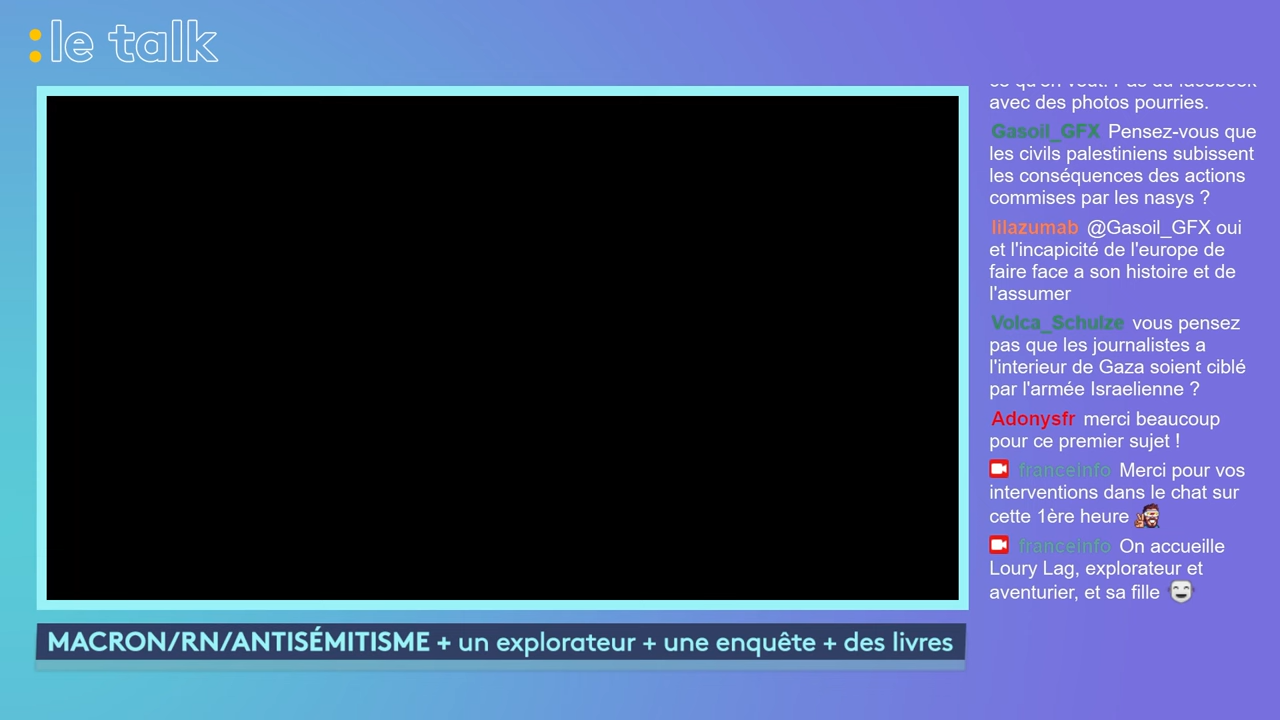 :le talk
avec des photos pourries.
Gasoil_GFX Pensez-vous que
les civils palestiniens subissent
les conséquences des actions
commises par les nasys ?
lilazumab @Gasoil_GFX oui
et l'incapicité de l'europe de
faire face a son histoire et de
l'assumer
Volca_Schulze vous pensez
pas que les journalistes a
l'interieur de Gaza soient ciblé
par l'armée Israelienne ?
Adonysfr merci beaucoup
pour ce premier sujet !
franceinfo Merci pour vos
interventions dans le chat sur
cette 1ère heure
franceinfo On accueille
Loury Lag, explorateur et
aventurier, et sa fille
MACRON/RN/ANTISÉMITISME + un explorateur + une enquête + des livres